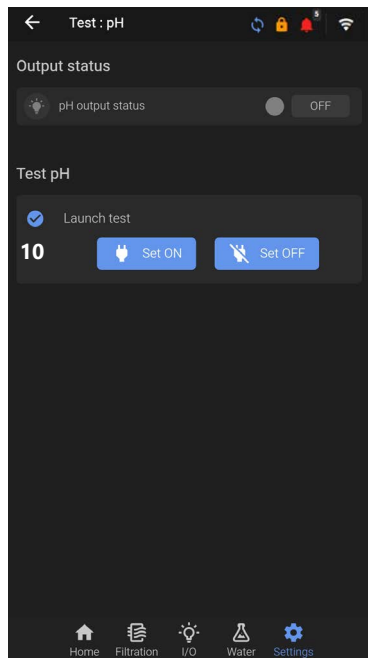 Test : pH
5
Output status
pH output status
OFF
Test pH
Launch test
10
Set ON
Set OFF
Home Filtration I/O Water Settings